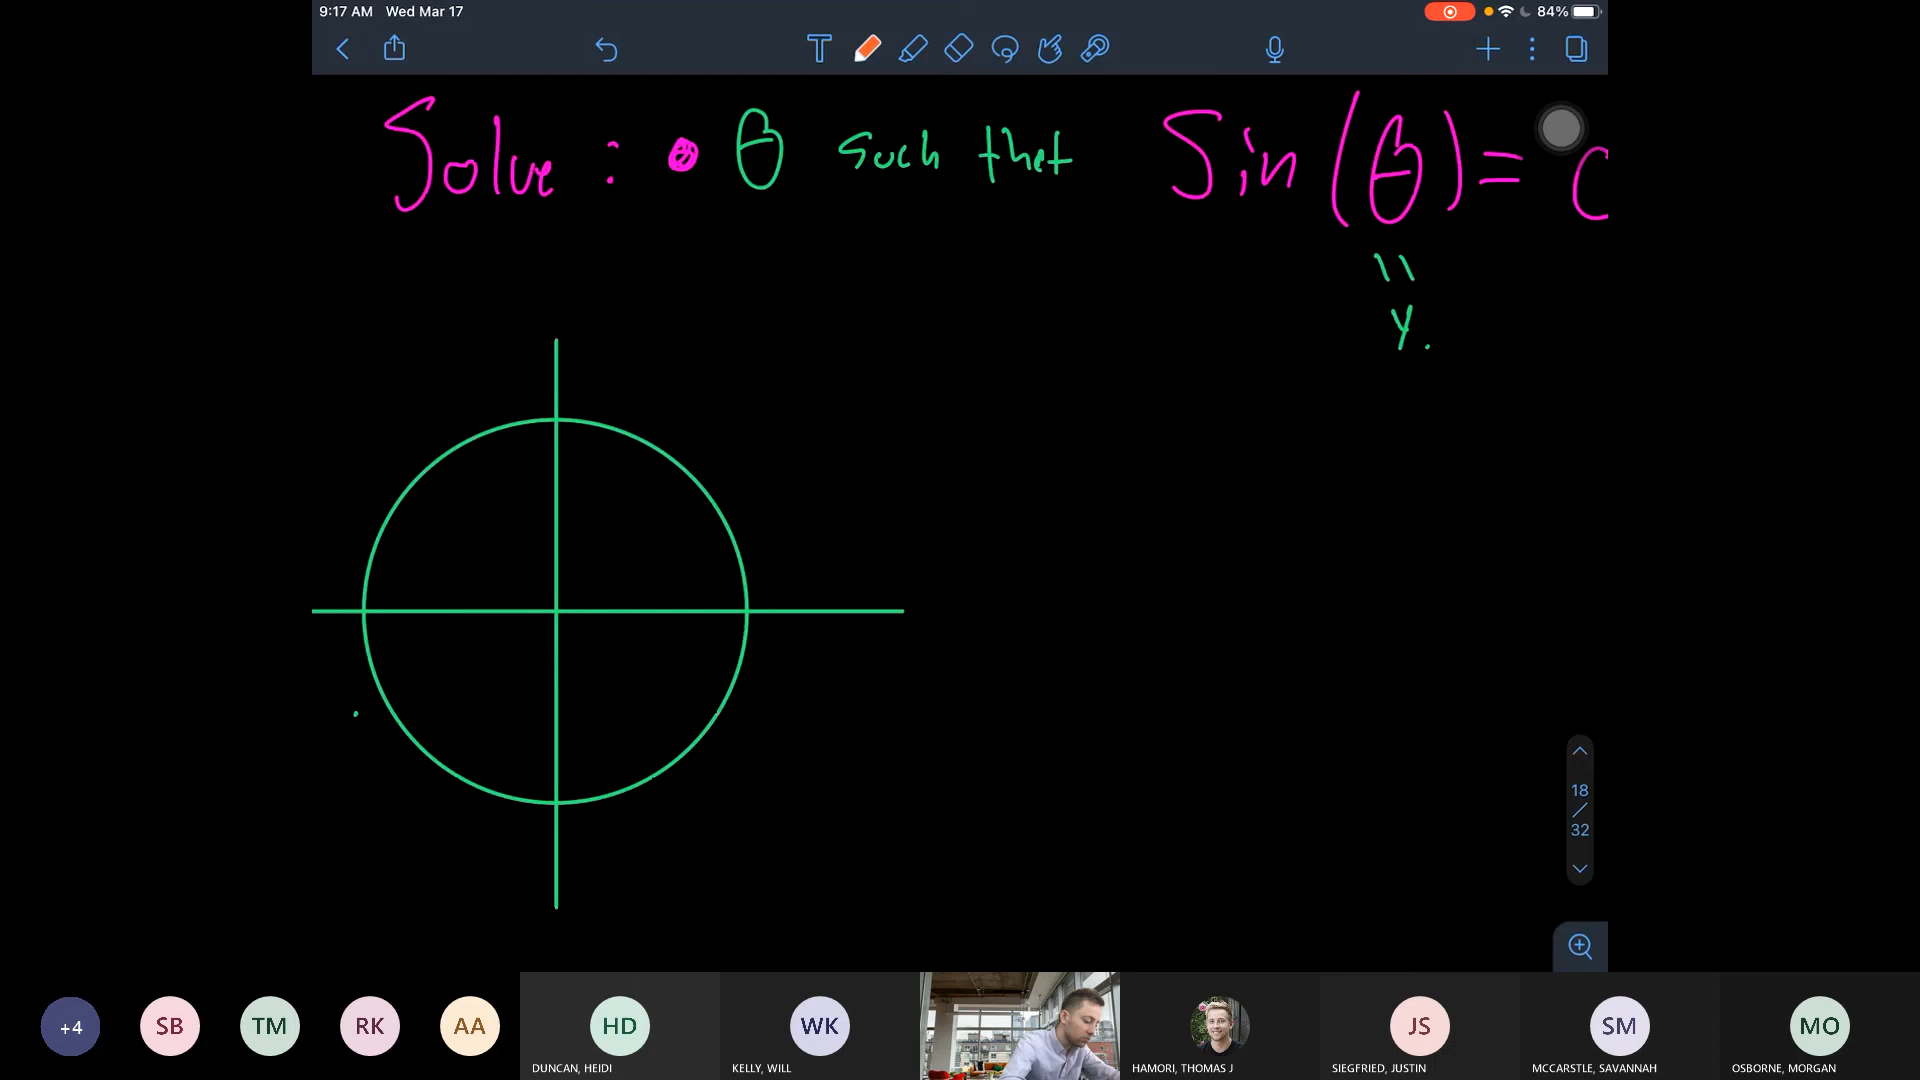 9:17 AM Wed Mar 17
84%
Solve : θ such that Sin(θ) =
y.
18
/
32
+4
SB
TM
RK
AA
HD
WK
JS
SM
MO
DUNCAN, HEIDI
KELLY, WILL
HAMORI, THOMAS J
SIEGFRIED, JUSTIN
MCCARSTLE, SAVANNAH
OSBORNE, MORGAN